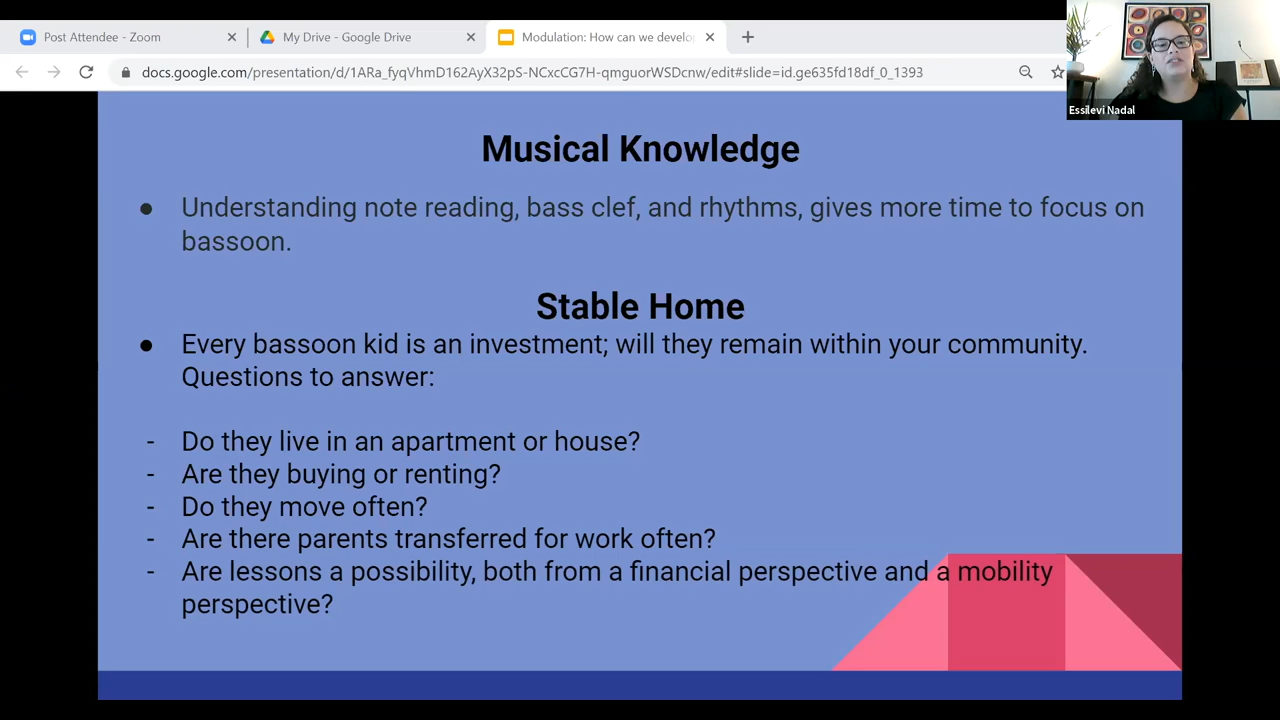 Post Attendee - Zoom
My Drive - Google Drive
Modulation: How can we develo
docs.google.com/presentation/d/1ARa_fyqVhmD162AyX32pS-NCxcCG7H-qmguorWSDcnw/edit#slide=id.ge635fd18df_0_1393
Essilevi Nadal
Musical Knowledge
● Understanding note reading, bass clef, and rhythms, gives more time to focus on
bassoon.
Stable Home
● Every bassoon kid is an investment; will they remain within your community.
Questions to answer:
- Do they live in an apartment or house?
- Are they buying or renting?
- Do they move often?
- Are there parents transferred for work often?
- Are lessons a possibility, both from a financial perspective and a mobility
perspective?